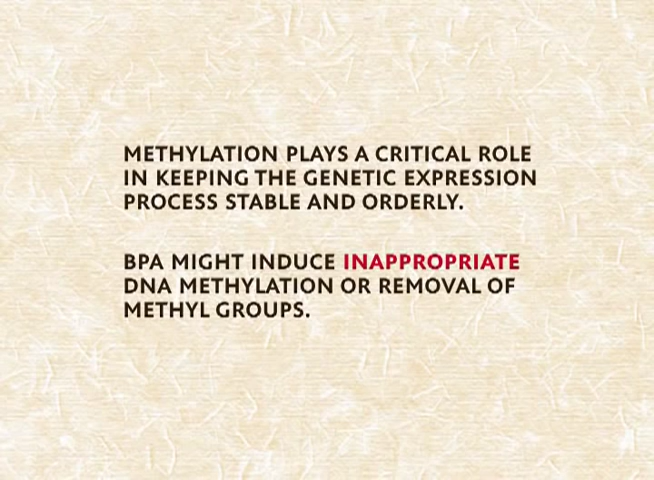 METHYLATION PLAYS A CRITICAL ROLE
IN KEEPING THE GENETIC EXPRESSION
PROCESS STABLE AND ORDERLY.
BPA MIGHT INDUCE INAPPROPRIATE
DNA METHYLATION OR REMOVAL OF
METHYL GROUPS.